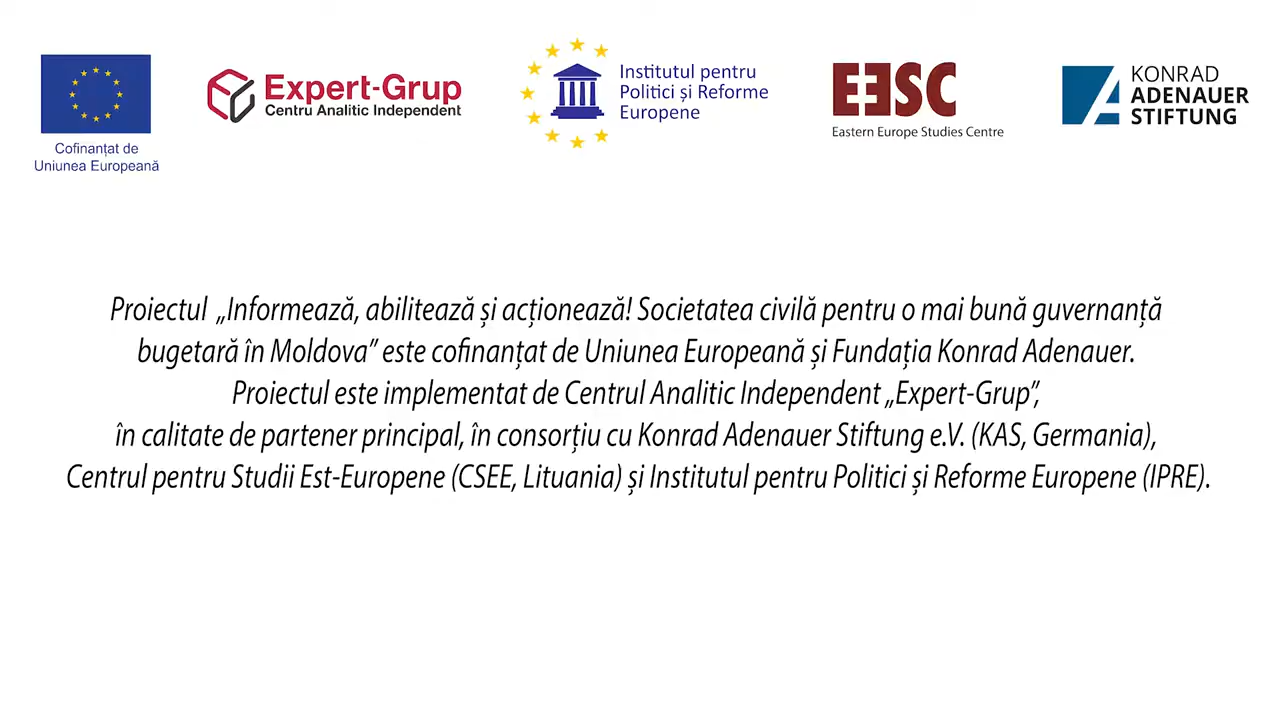 Cofinanțat de
Uniunea Europeană
Expert-Grup
Centru Analitic Independent
Institutul pentru
Politici și Reforme
Europene
EESC
Eastern Europe Studies Centre
KONRAD
ADENAUER
STIFTUNG
Proiectul „Informează, abilitează și acționează! Societatea civilă pentru o mai bună guvernanță
bugetară în Moldova” este cofinanțat de Uniunea Europeană și Fundația Konrad Adenauer.
Proiectul este implementat de Centrul Analitic Independent „Expert-Grup”,
în calitate de partener principal, în consorțiu cu Konrad Adenauer Stiftung e.V. (KAS, Germania),
Centrul pentru Studii Est-Europene (CSEE, Lituania) și Institutul pentru Politici și Reforme Europene (IPRE).